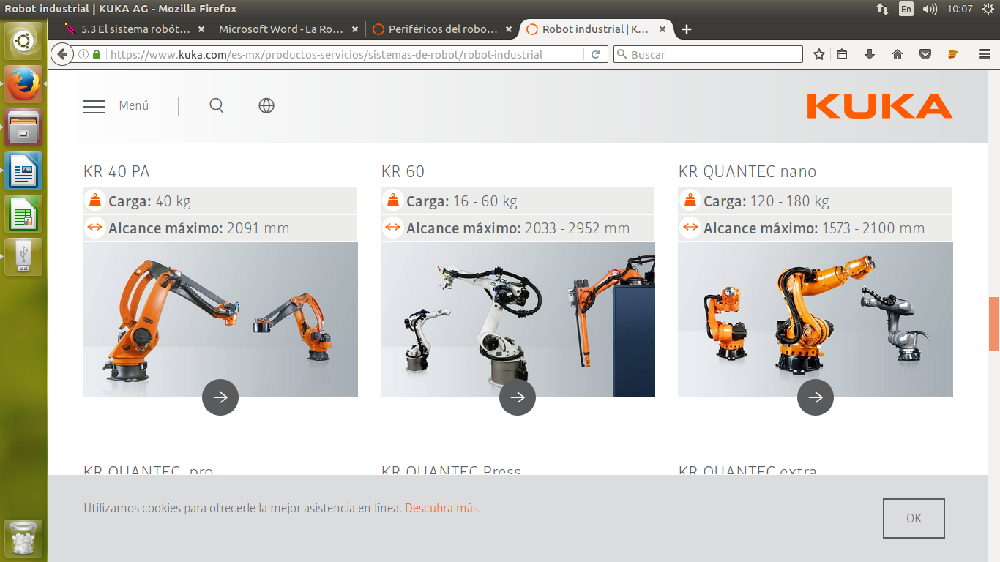 Robot industrial | KUKA AG - Mozilla Firefox
En
10:07
5.3 El sistema robót...
Microsoft Word - La Ro...
Periféricos del robo...
Robot industrial | K...
https://www.kuka.com/es-mx/productos-servicios/sistemas-de-robot/robot-industrial
Buscar
Menú
KUKA
KR 40 PA
Carga: 40 kg
Alcance máximo: 2091 mm
KR 60
Carga: 16 - 60 kg
Alcance máximo: 2033 - 2952 mm
KR QUANTEC nano
Carga: 120 - 180 kg
Alcance máximo: 1573 - 2100 mm
KUKA
KR QUANTEC pro
KR QUANTEC Press
KR QUANTEC extra
Utilizamos cookies para ofrecerle la mejor asistencia en línea. Descubra más.
OK